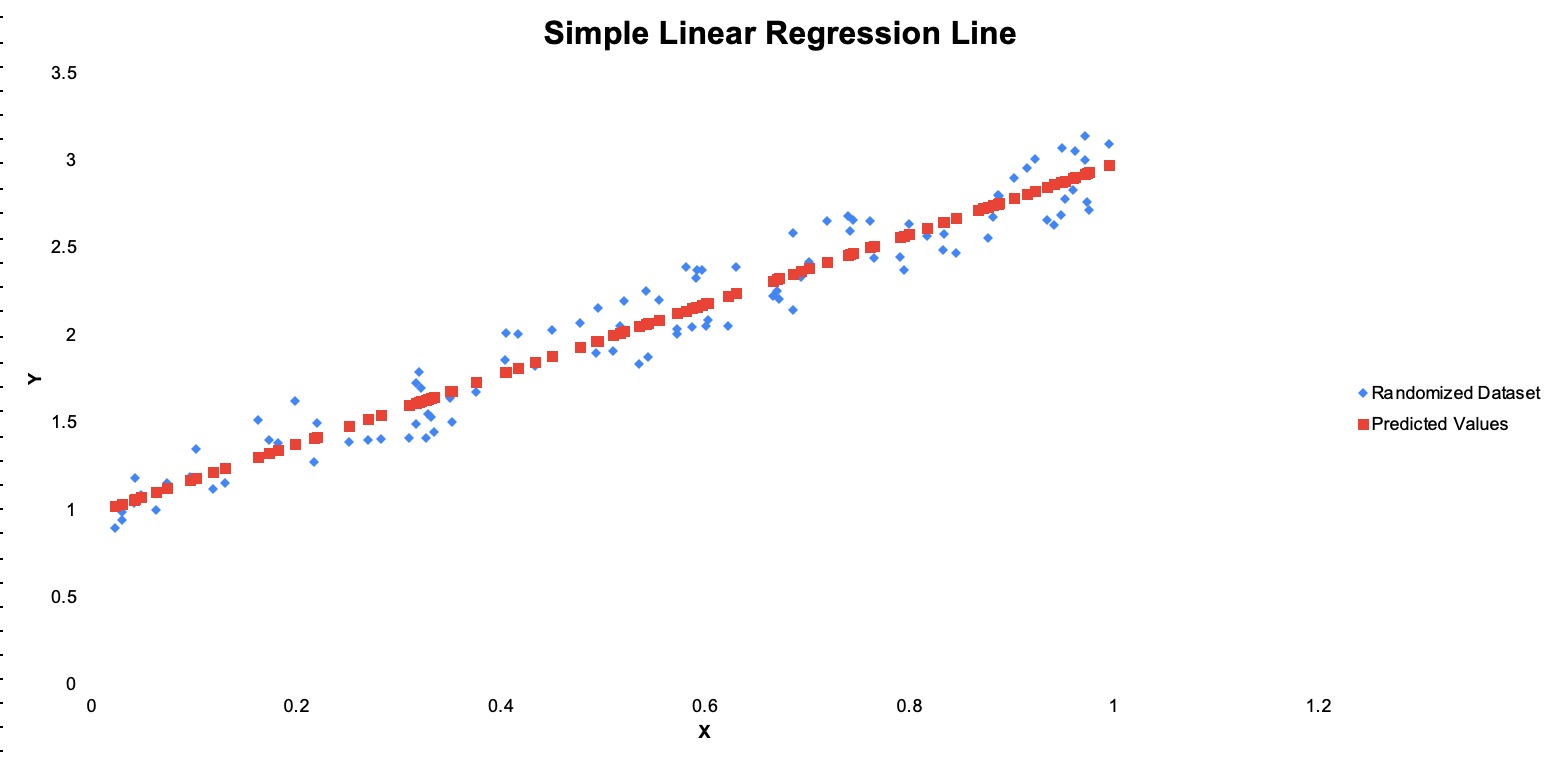 Simple Linear Regression Line
3.5
3
2.5
2
1.5
1
0.5
0
Y
0 0.2 0.4 0.6 0.8 1 1.2
X
Randomized Dataset
Predicted Values